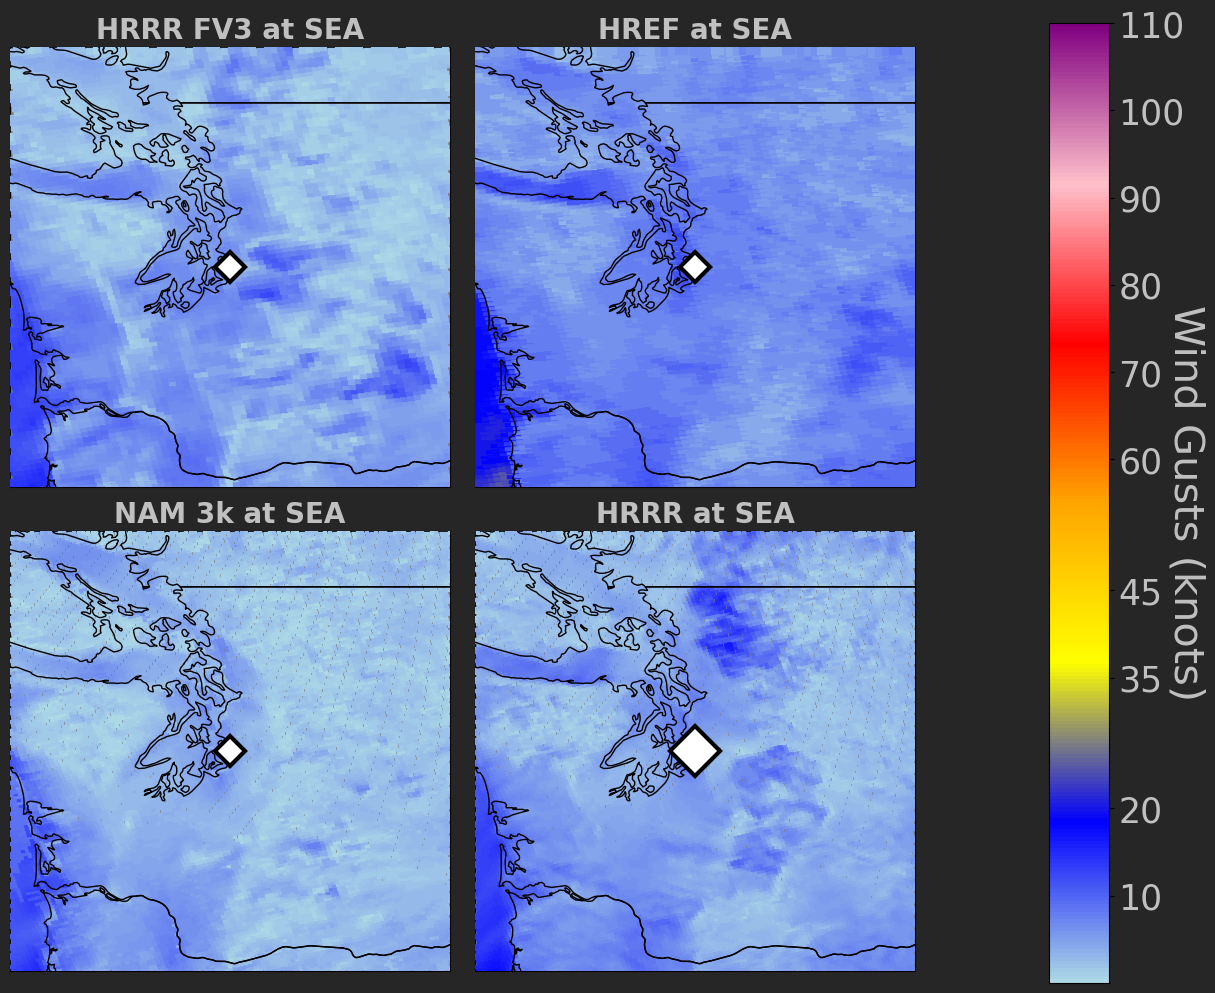 HRRR FV3 at SEA
HREF at SEA
NAM 3k at SEA
HRRR at SEA
110
100
90
80
70
60
45
35
20
10
Wind Gusts (knots)